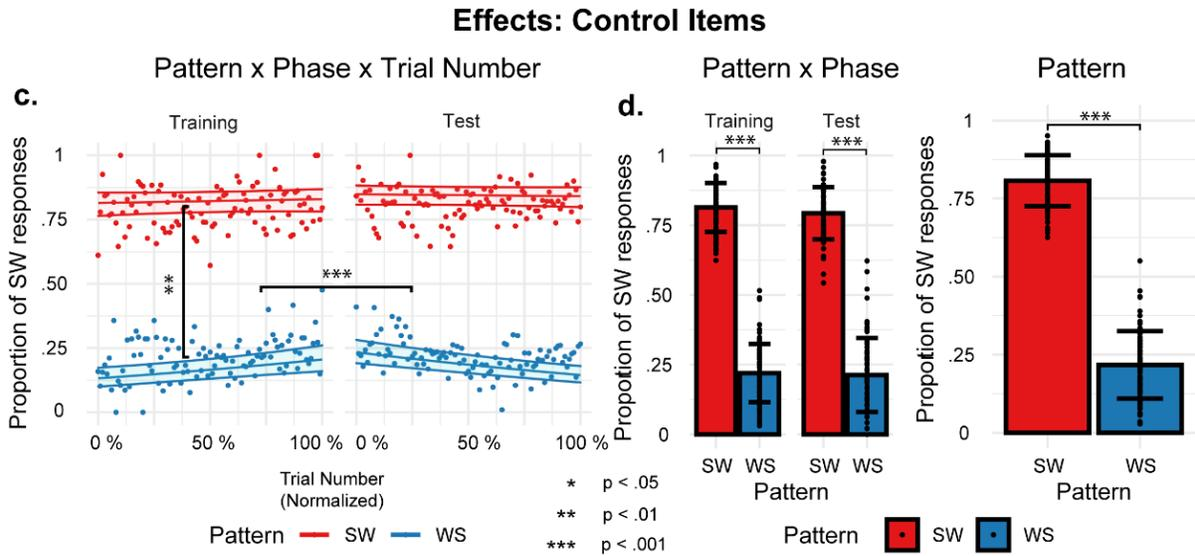 Effects: Control Items
Pattern x Phase x Trial Number
c.
Training
Test
Proportion of SW responses
1
.75
.50
.25
0
**
***
0 %
50 %
100 %
0 %
50 %
100 %
Trial Number
(Normalized)
Pattern
SW
WS
* p < .05
** p < .01
*** p < .001
Pattern x Phase
d.
Training
Test
***
***
Propotion of SW responses
1
.75
.50
.25
0
SW
WS
SW
WS
Pattern
Pattern
***
Proportion of SW responses
1
.75
.50
.25
0
SW
WS
Pattern
Pattern
SW
WS